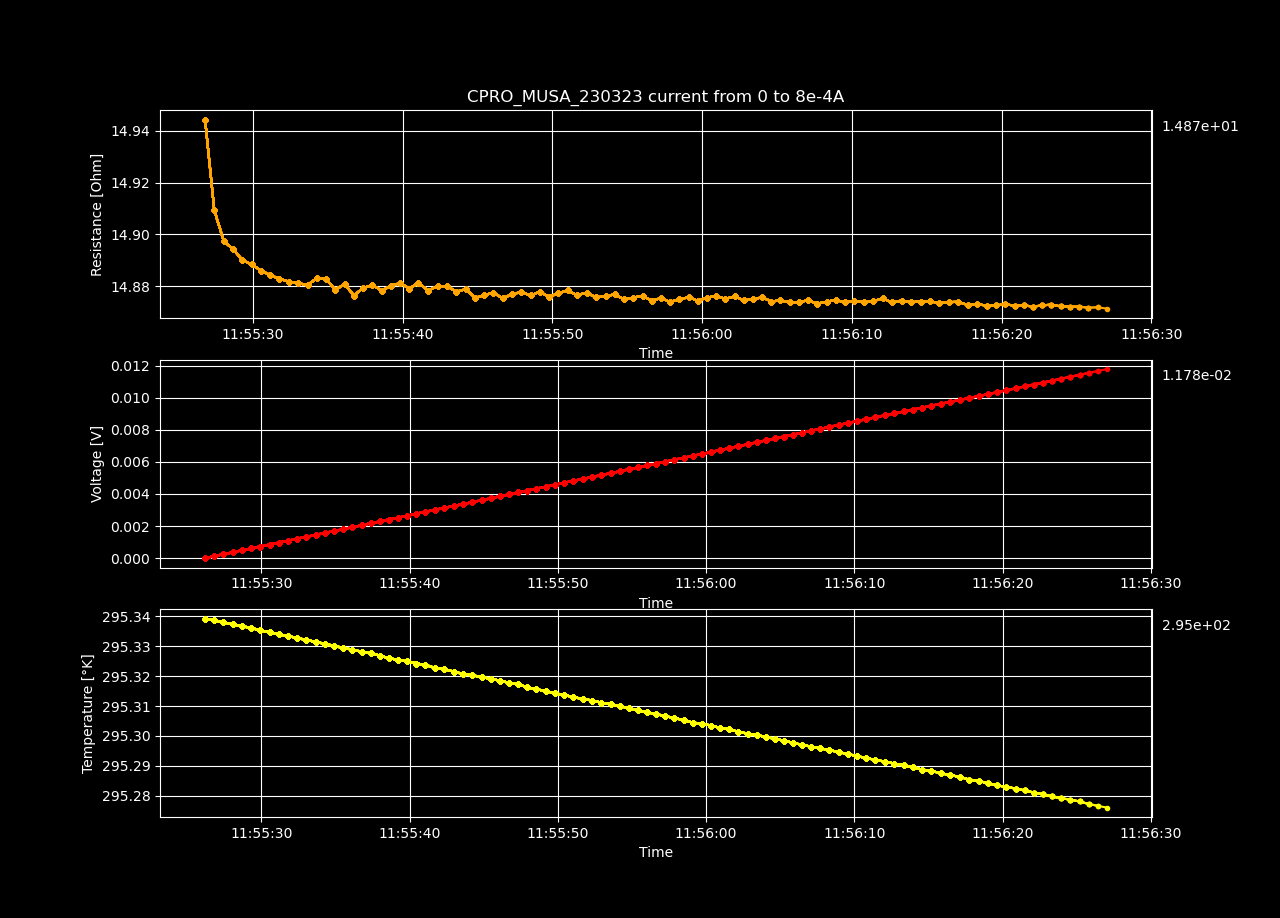 CPRO_MUSA_230323 current from 0 to 8e-4A
14.94
14.92
14.90
14.88
Resistance [Ohm]
1.487e+01
11:55:30 11:55:40 11:55:50 11:56:00 11:56:10 11:56:20 11:56:30
Time
0.012
0.010
0.008
0.006
0.004
0.002
0.000
Voltage [V]
1.178e-02
11:55:30 11:55:40 11:55:50 11:56:00 11:56:10 11:56:20 11:56:30
Time
295.34
295.33
295.32
295.31
295.30
295.29
295.28
Temperature [°K]
2.95e+02
11:55:30 11:55:40 11:55:50 11:56:00 11:56:10 11:56:20 11:56:30
Time